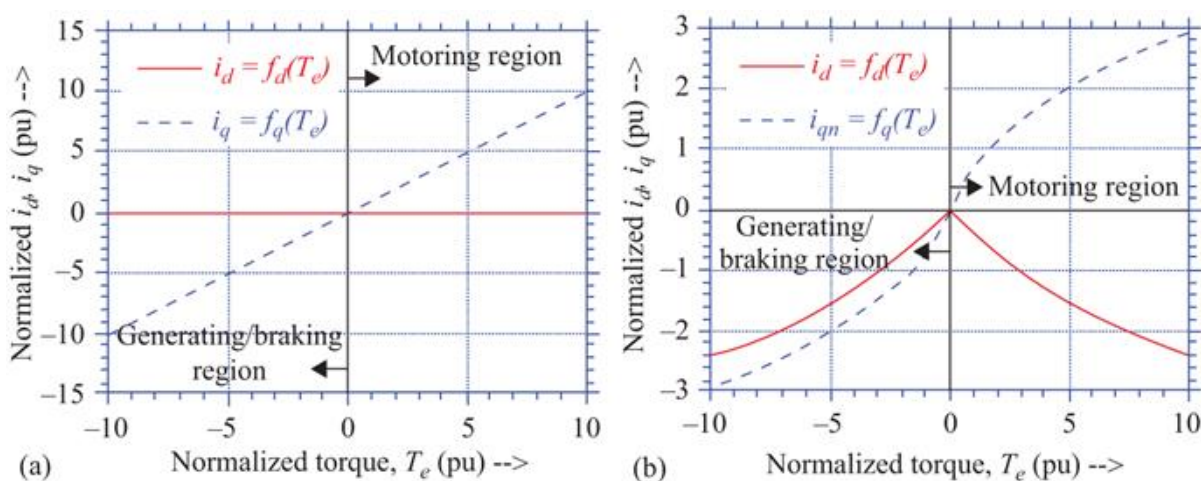 Normalized i_d, i_q (pu) -->
15
10
5
0
−5
−10
−15
i_d = f_d(T_e)
i_q = f_q(T_e)
Motoring region
Generating/braking
region
−10
−5
0
5
10
(a)
Normalized torque, T_e (pu) -->
Normalized i_d, i_q (pu) -->
3
2
1
0
−1
−2
−3
i_d = f_d(T_e)
i_qn = f_q(T_e)
Motoring region
Generating/
braking region
−10
−5
0
5
10
(b)
Normalized torque, T_e (pu) -->